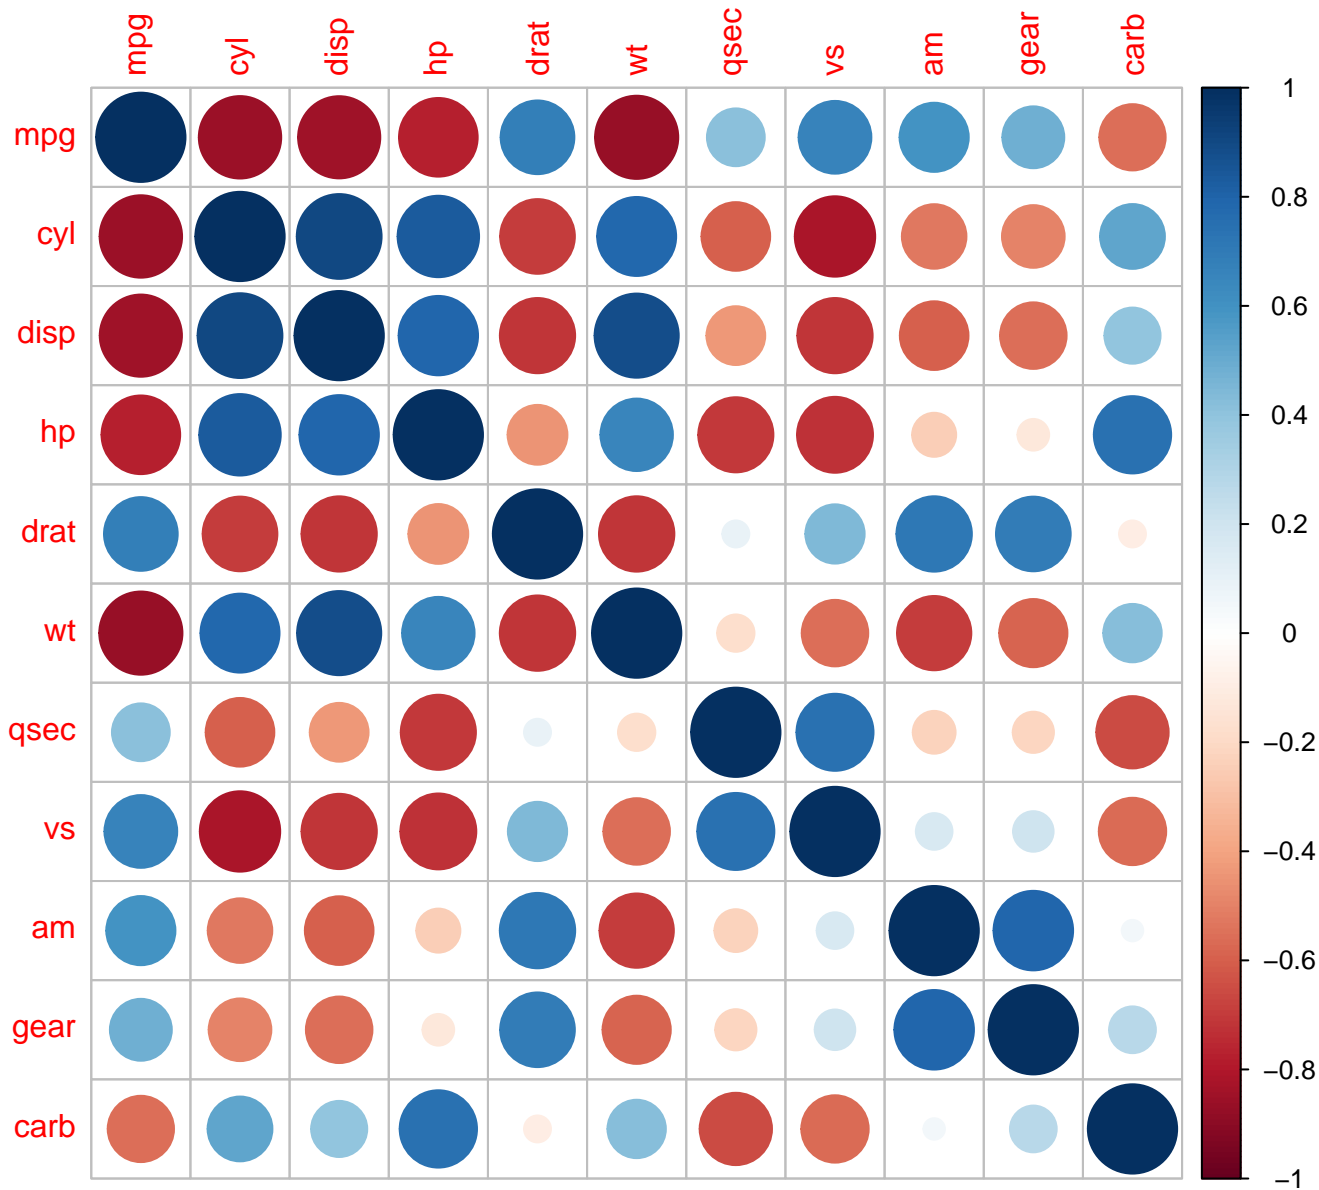 mpg cyl disp hp drat wt qsec vs am gear carb
mpg
cyl
disp
hp
drat
wt
qsec
vs
am
gear
carb
1
0.8
0.6
0.4
0.2
0
−0.2
−0.4
−0.6
−0.8
−1